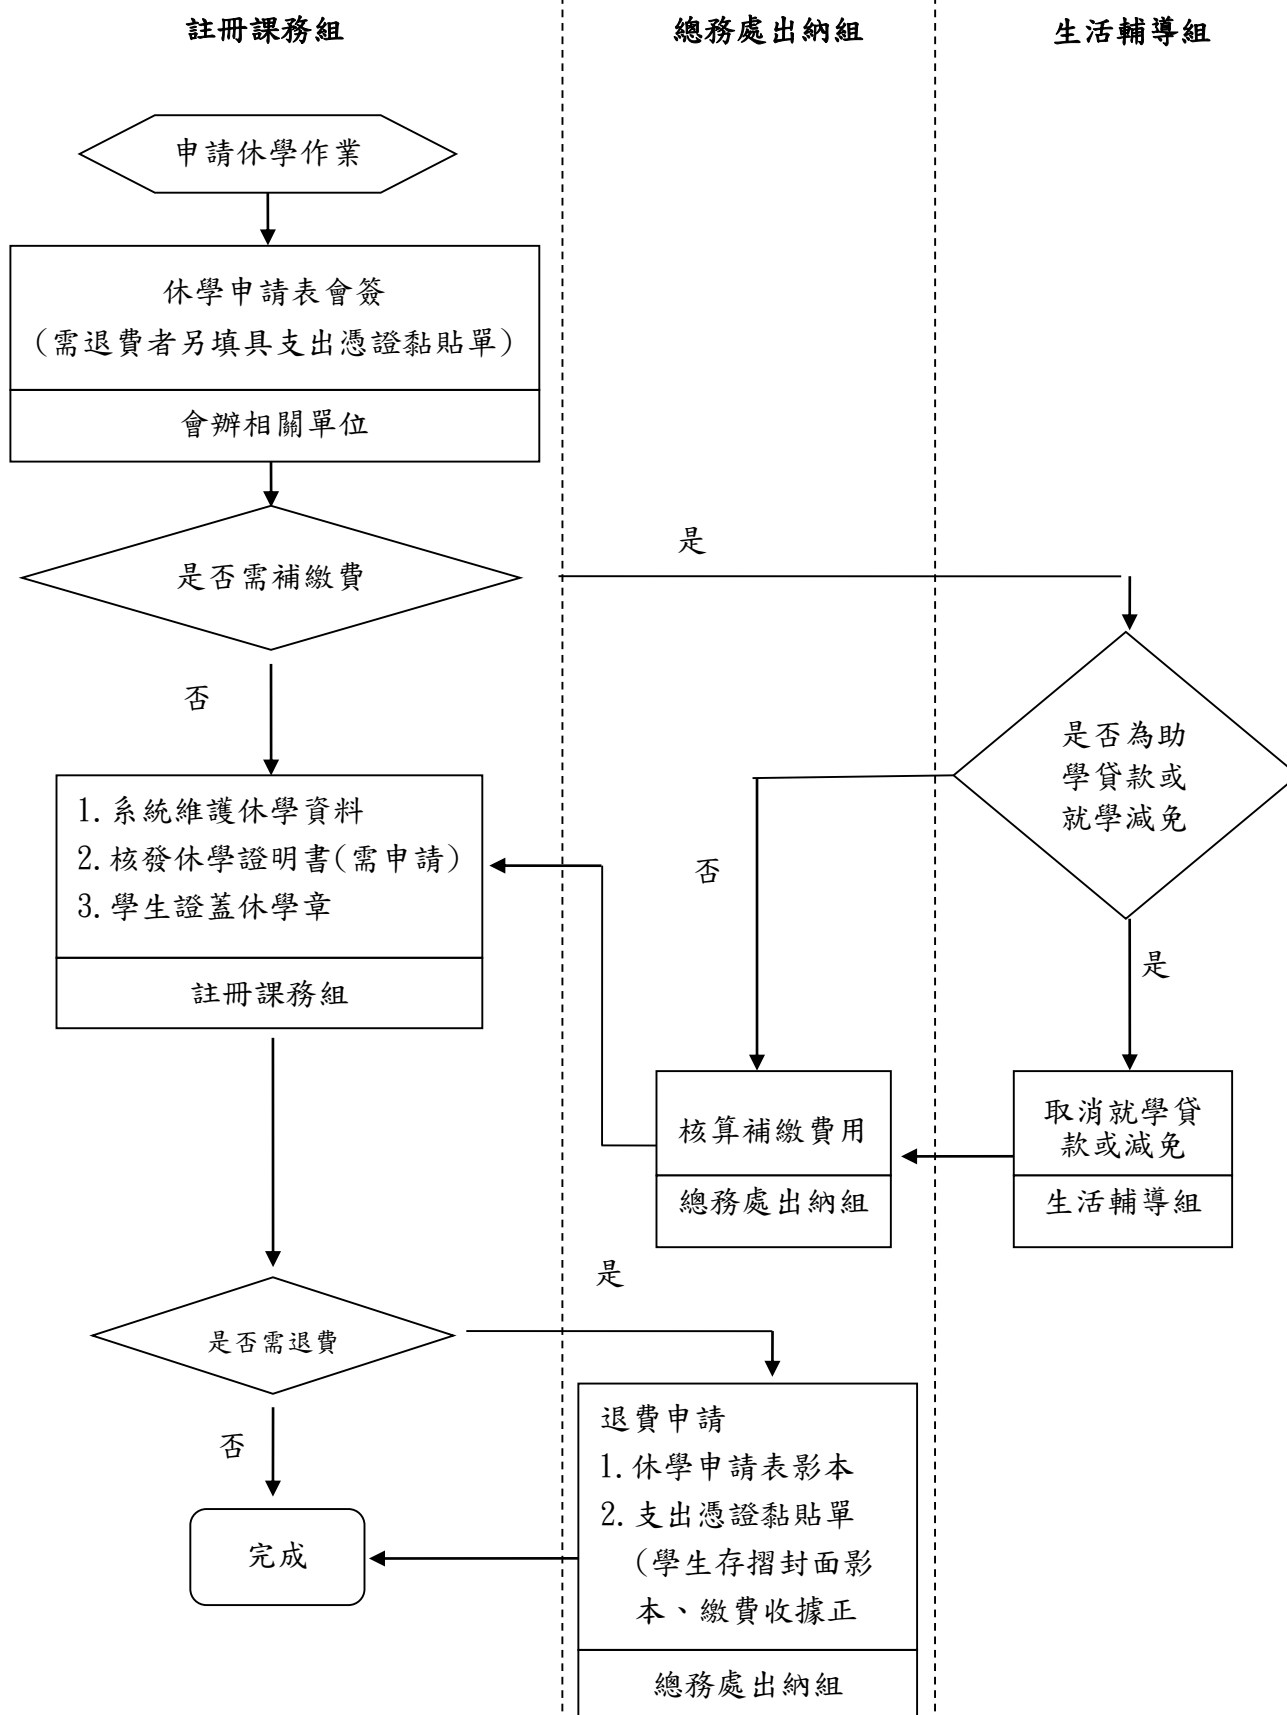 註冊課務組
總務處出納組
生活輔導組
申請休學作業
休學申請表會簽
(需退費者另填具支出憑證黏貼單)
會辦相關單位
是否需補繳費
是
否
是否為助
學貸款或
就學減免
1.系統維護休學資料
2.核發休學證明書(需申請)
3.學生證蓋休學章
註冊課務組
否
是
核算補繳費用
總務處出納組
取消就學貸
款或減免
生活輔導組
是否需退費
是
否
退費申請
1.休學申請表影本
2.支出憑證黏貼單
(學生存摺封面影
本、繳費收據正
總務處出納組
完成